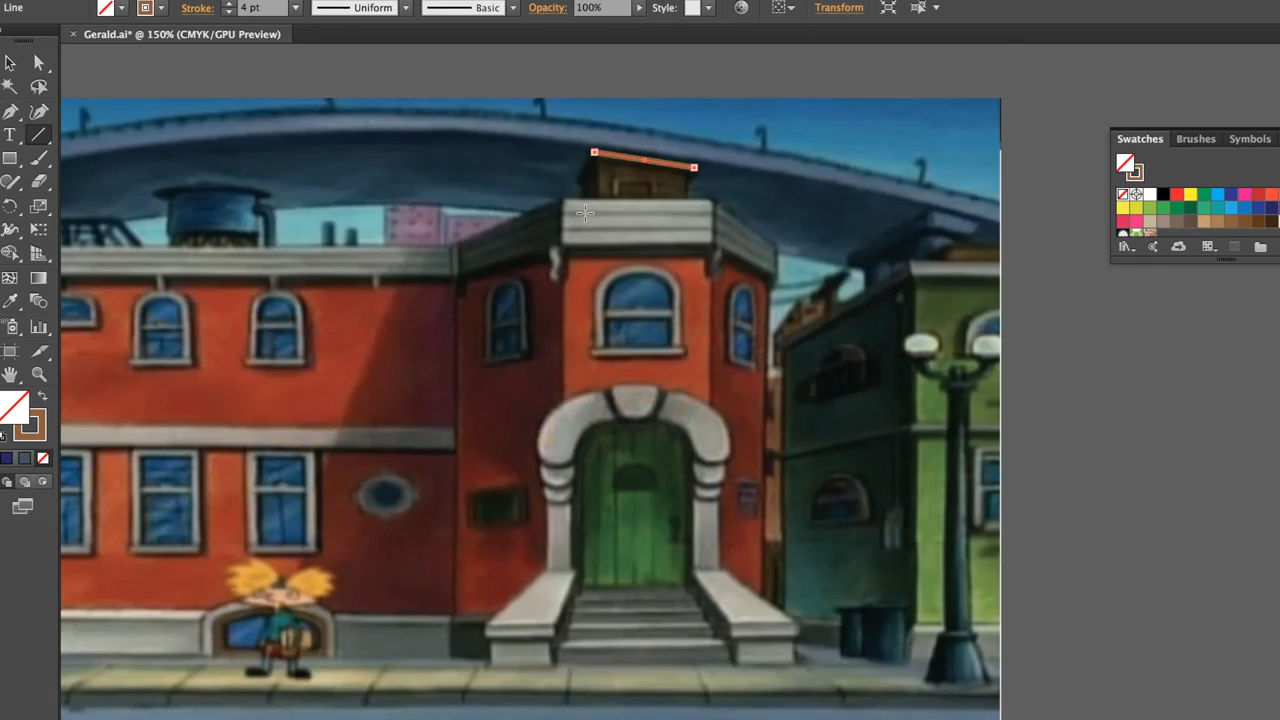 Line Stroke: 4 pt Uniform Basic Opacity: 100% Style: Transform
× Gerald.ai* @ 150% (CMYK/GPU Preview)
T
Swatches Brushes Symbols